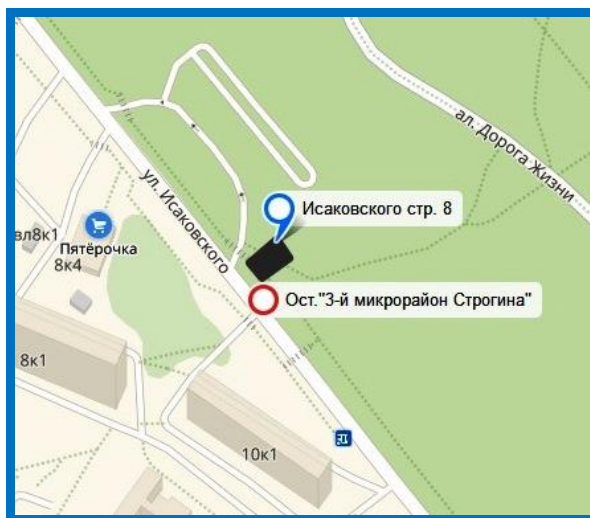 ал. Дорога Жизни
ул. Исаковского
Исаковского стр. 8
вл8к1
Пятёрочка
8к4
Ост."3-й микрорайон Строгина"
8к1
10к1